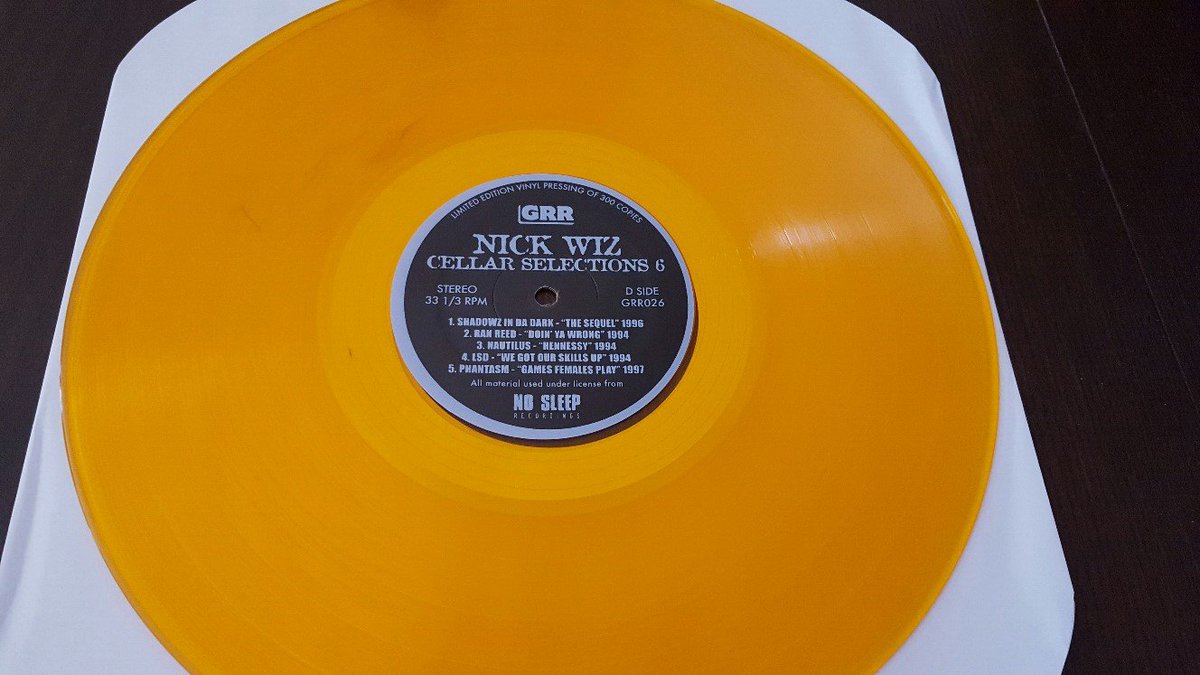 LIMITED EDITION VINYL PRESSING OF 300 COPIES
GRR
NICK WIZ
CELLAR SELECTIONS 6
STEREO
33 1/3 RPM
D SIDE
GRR026
1. SHADOWZ IN DA DARK - "THE SEQUEL" 1996
2. RAN REED - "DOIN' YA WRONG" 1994
3. NAUTILUS - "HENNESSY" 1994
4. LSD - "WE GOT OUR SKILLS UP" 1994
5. PHANTASM - "GAMES FEMALES PLAY" 1997
All material used under license from
NO SLEEP
RECORDINGS